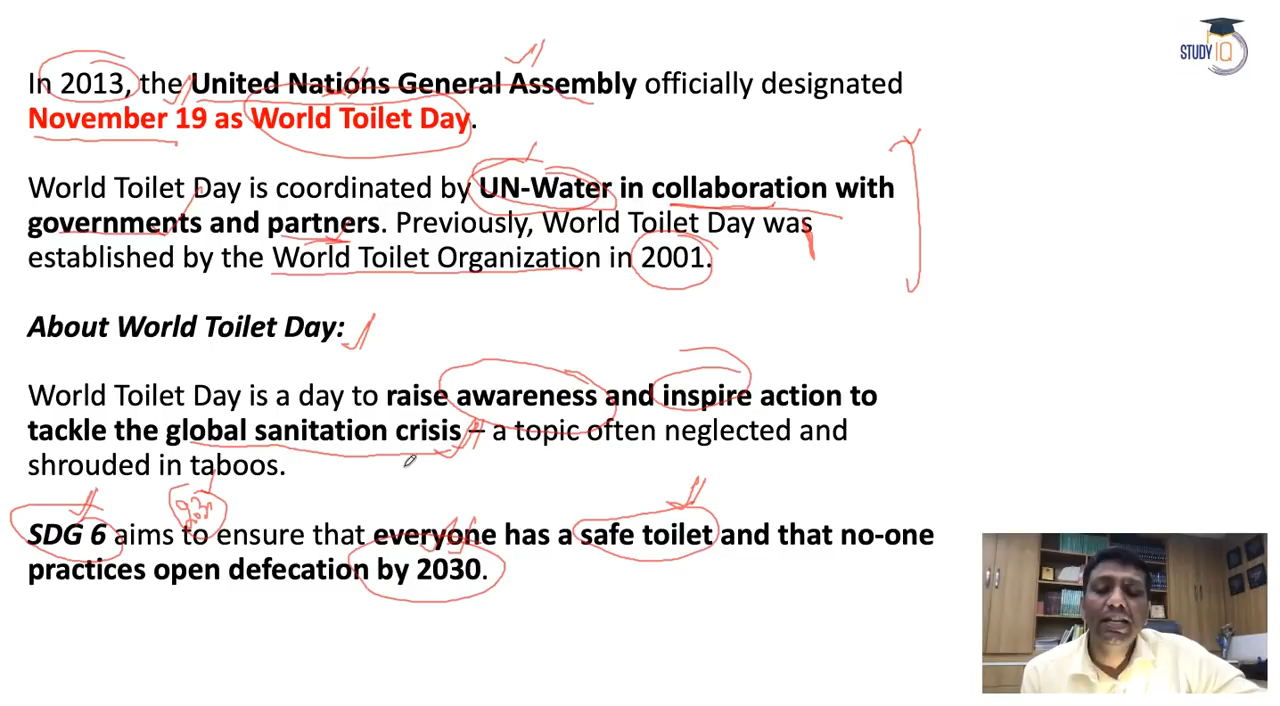 STUDY IQ
In 2013, the United Nations General Assembly officially designated
November 19 as World Toilet Day.
World Toilet Day is coordinated by UN-Water in collaboration with
governments and partners. Previously, World Toilet Day was
established by the World Toilet Organization in 2001.
About World Toilet Day:
World Toilet Day is a day to raise awareness and inspire action to
tackle the global sanitation crisis – a topic often neglected and
shrouded in taboos.
SDG 6 aims to ensure that everyone has a safe toilet and that no-one
practices open defecation by 2030.